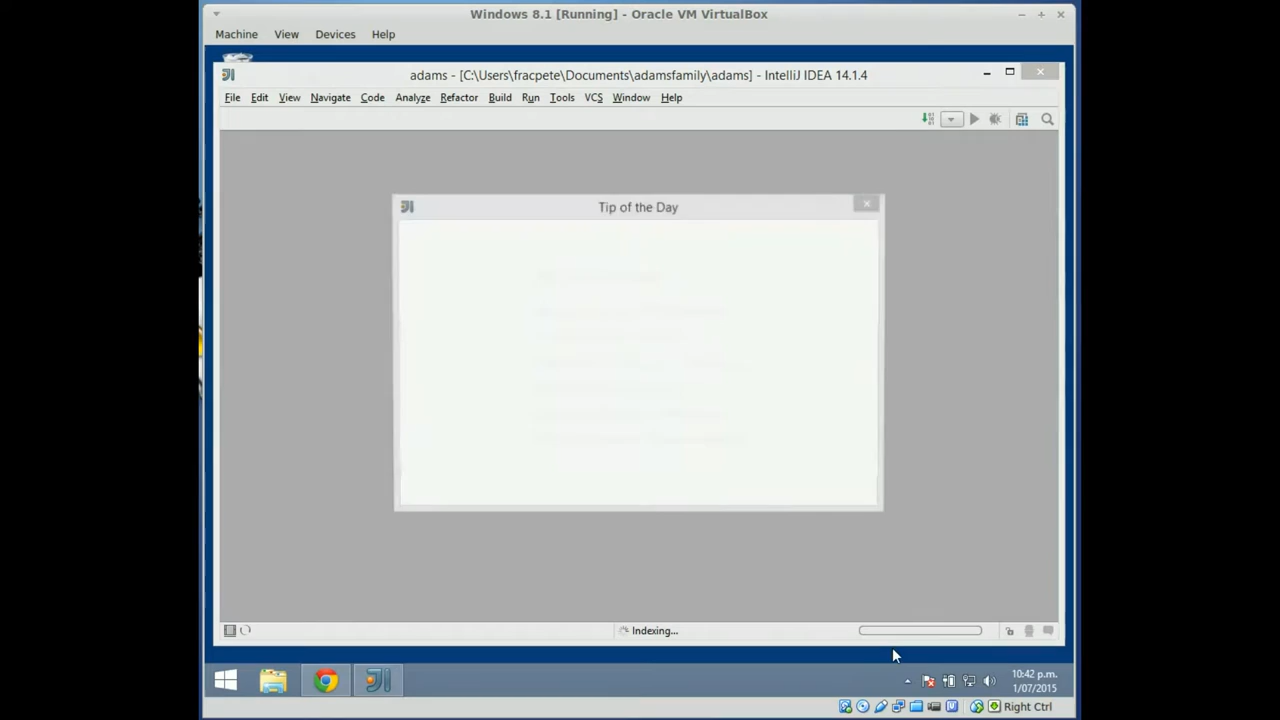 Windows 8.1 [Running] - Oracle VM VirtualBox
Machine View Devices Help
adams - [C:\Users\fracpete\Documents\adamsfamily\adams] - IntelliJ IDEA 14.1.4
File Edit View Navigate Code Analyze Refactor Build Run Tools VCS Window Help
Tip of the Day
Indexing...
10:42 p.m.
1/07/2015
Right Ctrl